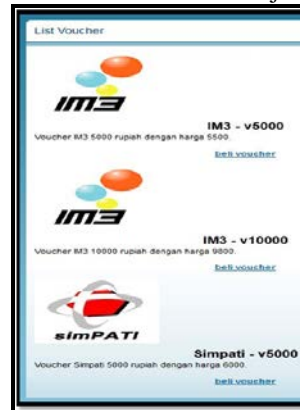 List Voucher
IM3
IM3 - v5000
Voucher IM3 5000 rupiah dengan harga 5500.
beli voucher
IM3
IM3 - v10000
Voucher IM3 10000 rupiah dengan harga 9800.
beli voucher
simPATI
Simpati - v5000
Voucher Simpati 5000 rupiah dengan harga 6000.
beli voucher